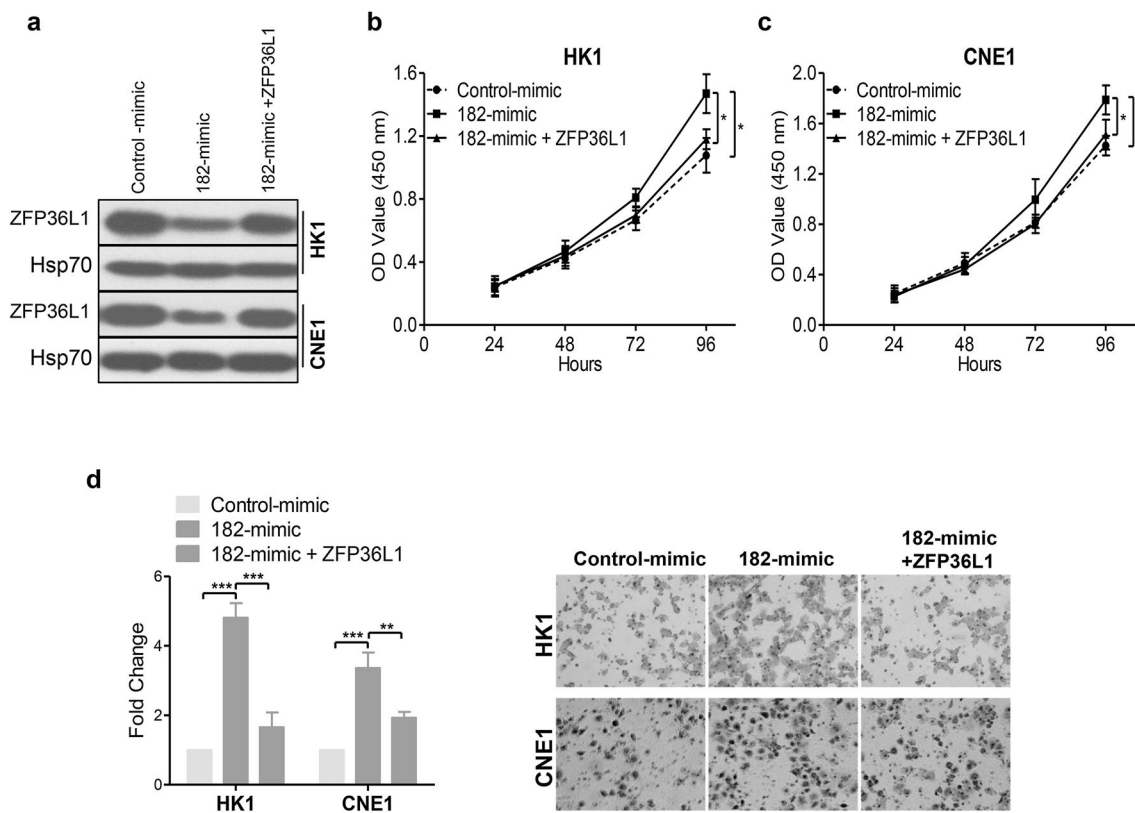 a
Control -mimic
182-mimic
182-mimic +ZFP36L1
ZFP36L1
Hsp70
HK1
ZFP36L1
Hsp70
CNE1
b
HK1
Control-mimic
182-mimic
182-mimic + ZFP36L1
OD Value (450 nm)
1.6
1.2
0.8
0.4
0.0
0 24 48 72 96
Hours
*
*
c
CNE1
Control-mimic
182-mimic
182-mimic + ZFP36L1
OD Value (450 nm)
2.0
1.6
1.2
0.8
0.4
0.0
0 24 48 72 96
Hours
*
*
d
Control-mimic
182-mimic
182-mimic + ZFP36L1
Fold Change
6
4
2
0
*** ***
*** **
HK1 CNE1
Control-mimic 182-mimic 182-mimic
+ZFP36L1
HK1
CNE1